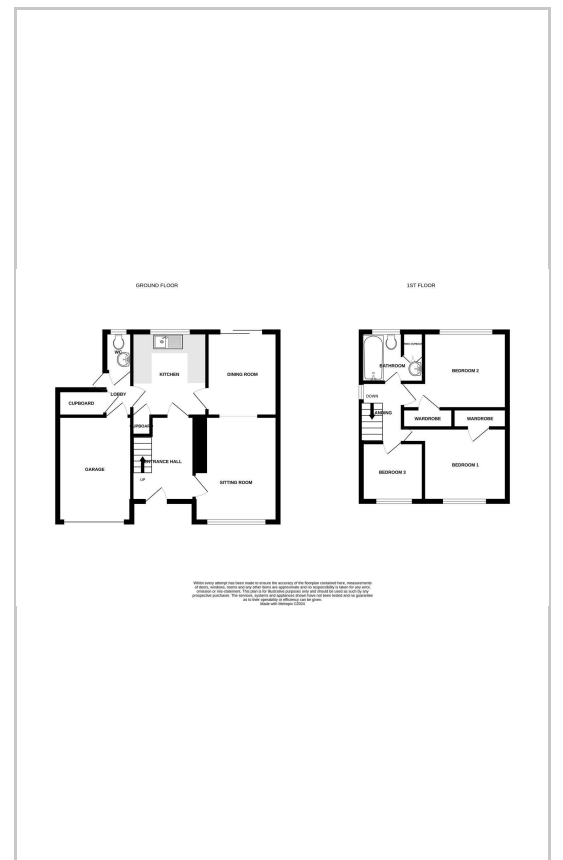 GROUND FLOOR
1ST FLOOR
WC
KITCHEN
DINING ROOM
LOBBY
CUPBOARD
CUPBOARD
GARAGE
ENTRANCE HALL
UP
SITTING ROOM
BATHROOM
BEDROOM 2
DOWN
LANDING
WARDROBE
WARDROBE
BEDROOM 3
BEDROOM 1
Whilst every attempt has been made to ensure the accuracy of the floorplan contained here, measurements
of doors, windows, rooms and any other items are approximate and no responsibility is taken for any error,
omission or mis-statement. This plan is for illustrative purposes only and should be used as such by any
prospective purchaser. The services, systems and appliances shown have not been tested and no guarantee
as to their operability or efficiency can be given.
Made with Metropix ©2024